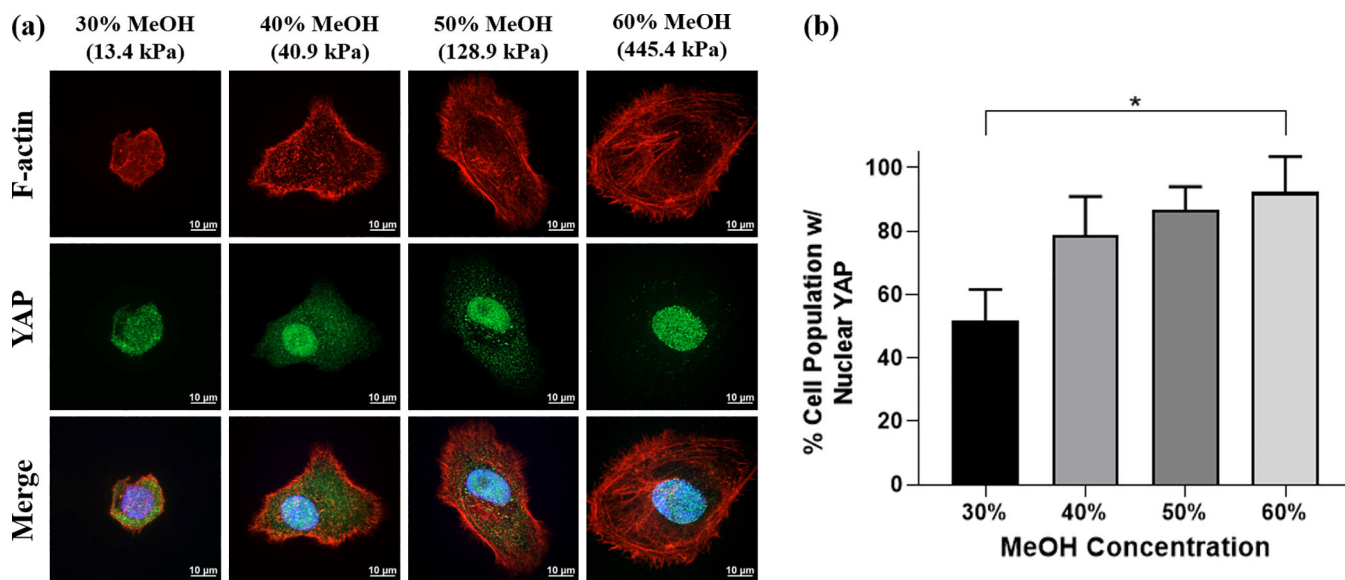 (a)
30% MeOH
(13.4 kPa)
40% MeOH
(40.9 kPa)
50% MeOH
(128.9 kPa)
60% MeOH
(445.4 kPa)
F-actin
10 µm
10 µm
10 µm
10 µm
YAP
10 µm
10 µm
10 µm
10 µm
Merge
10 µm
10 µm
10 µm
10 µm
(b)
*
% Cell Population w/
Nuclear YAP
100
80
60
40
20
0
30%
40%
50%
60%
MeOH Concentration